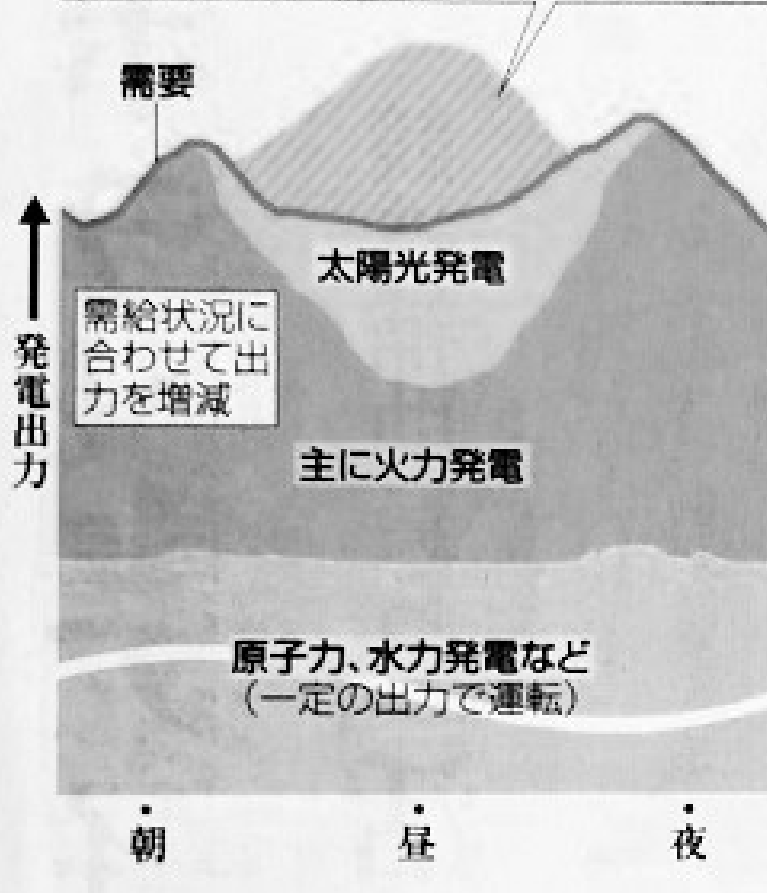 需要
太陽光発電
需給状況に
合わせて出
力を増減
発電出力
主に火力発電
原子力、水力発電など
(一定の出力で運転)
朝
昼
夜